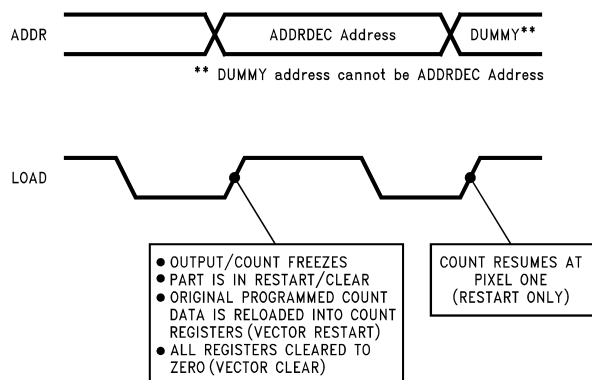 ADDR
ADDRDEC Address
DUMMY**
** DUMMY address cannot be ADDRDEC Address
LOAD
● OUTPUT/COUNT FREEZES
● PART IS IN RESTART/CLEAR
● ORIGINAL PROGRAMMED COUNT
DATA IS RELOADED INTO COUNT
REGISTERS (VECTOR RESTART)
● ALL REGISTERS CLEARED TO
ZERO (VECTOR CLEAR)
COUNT RESUMES AT
PIXEL ONE
(RESTART ONLY)